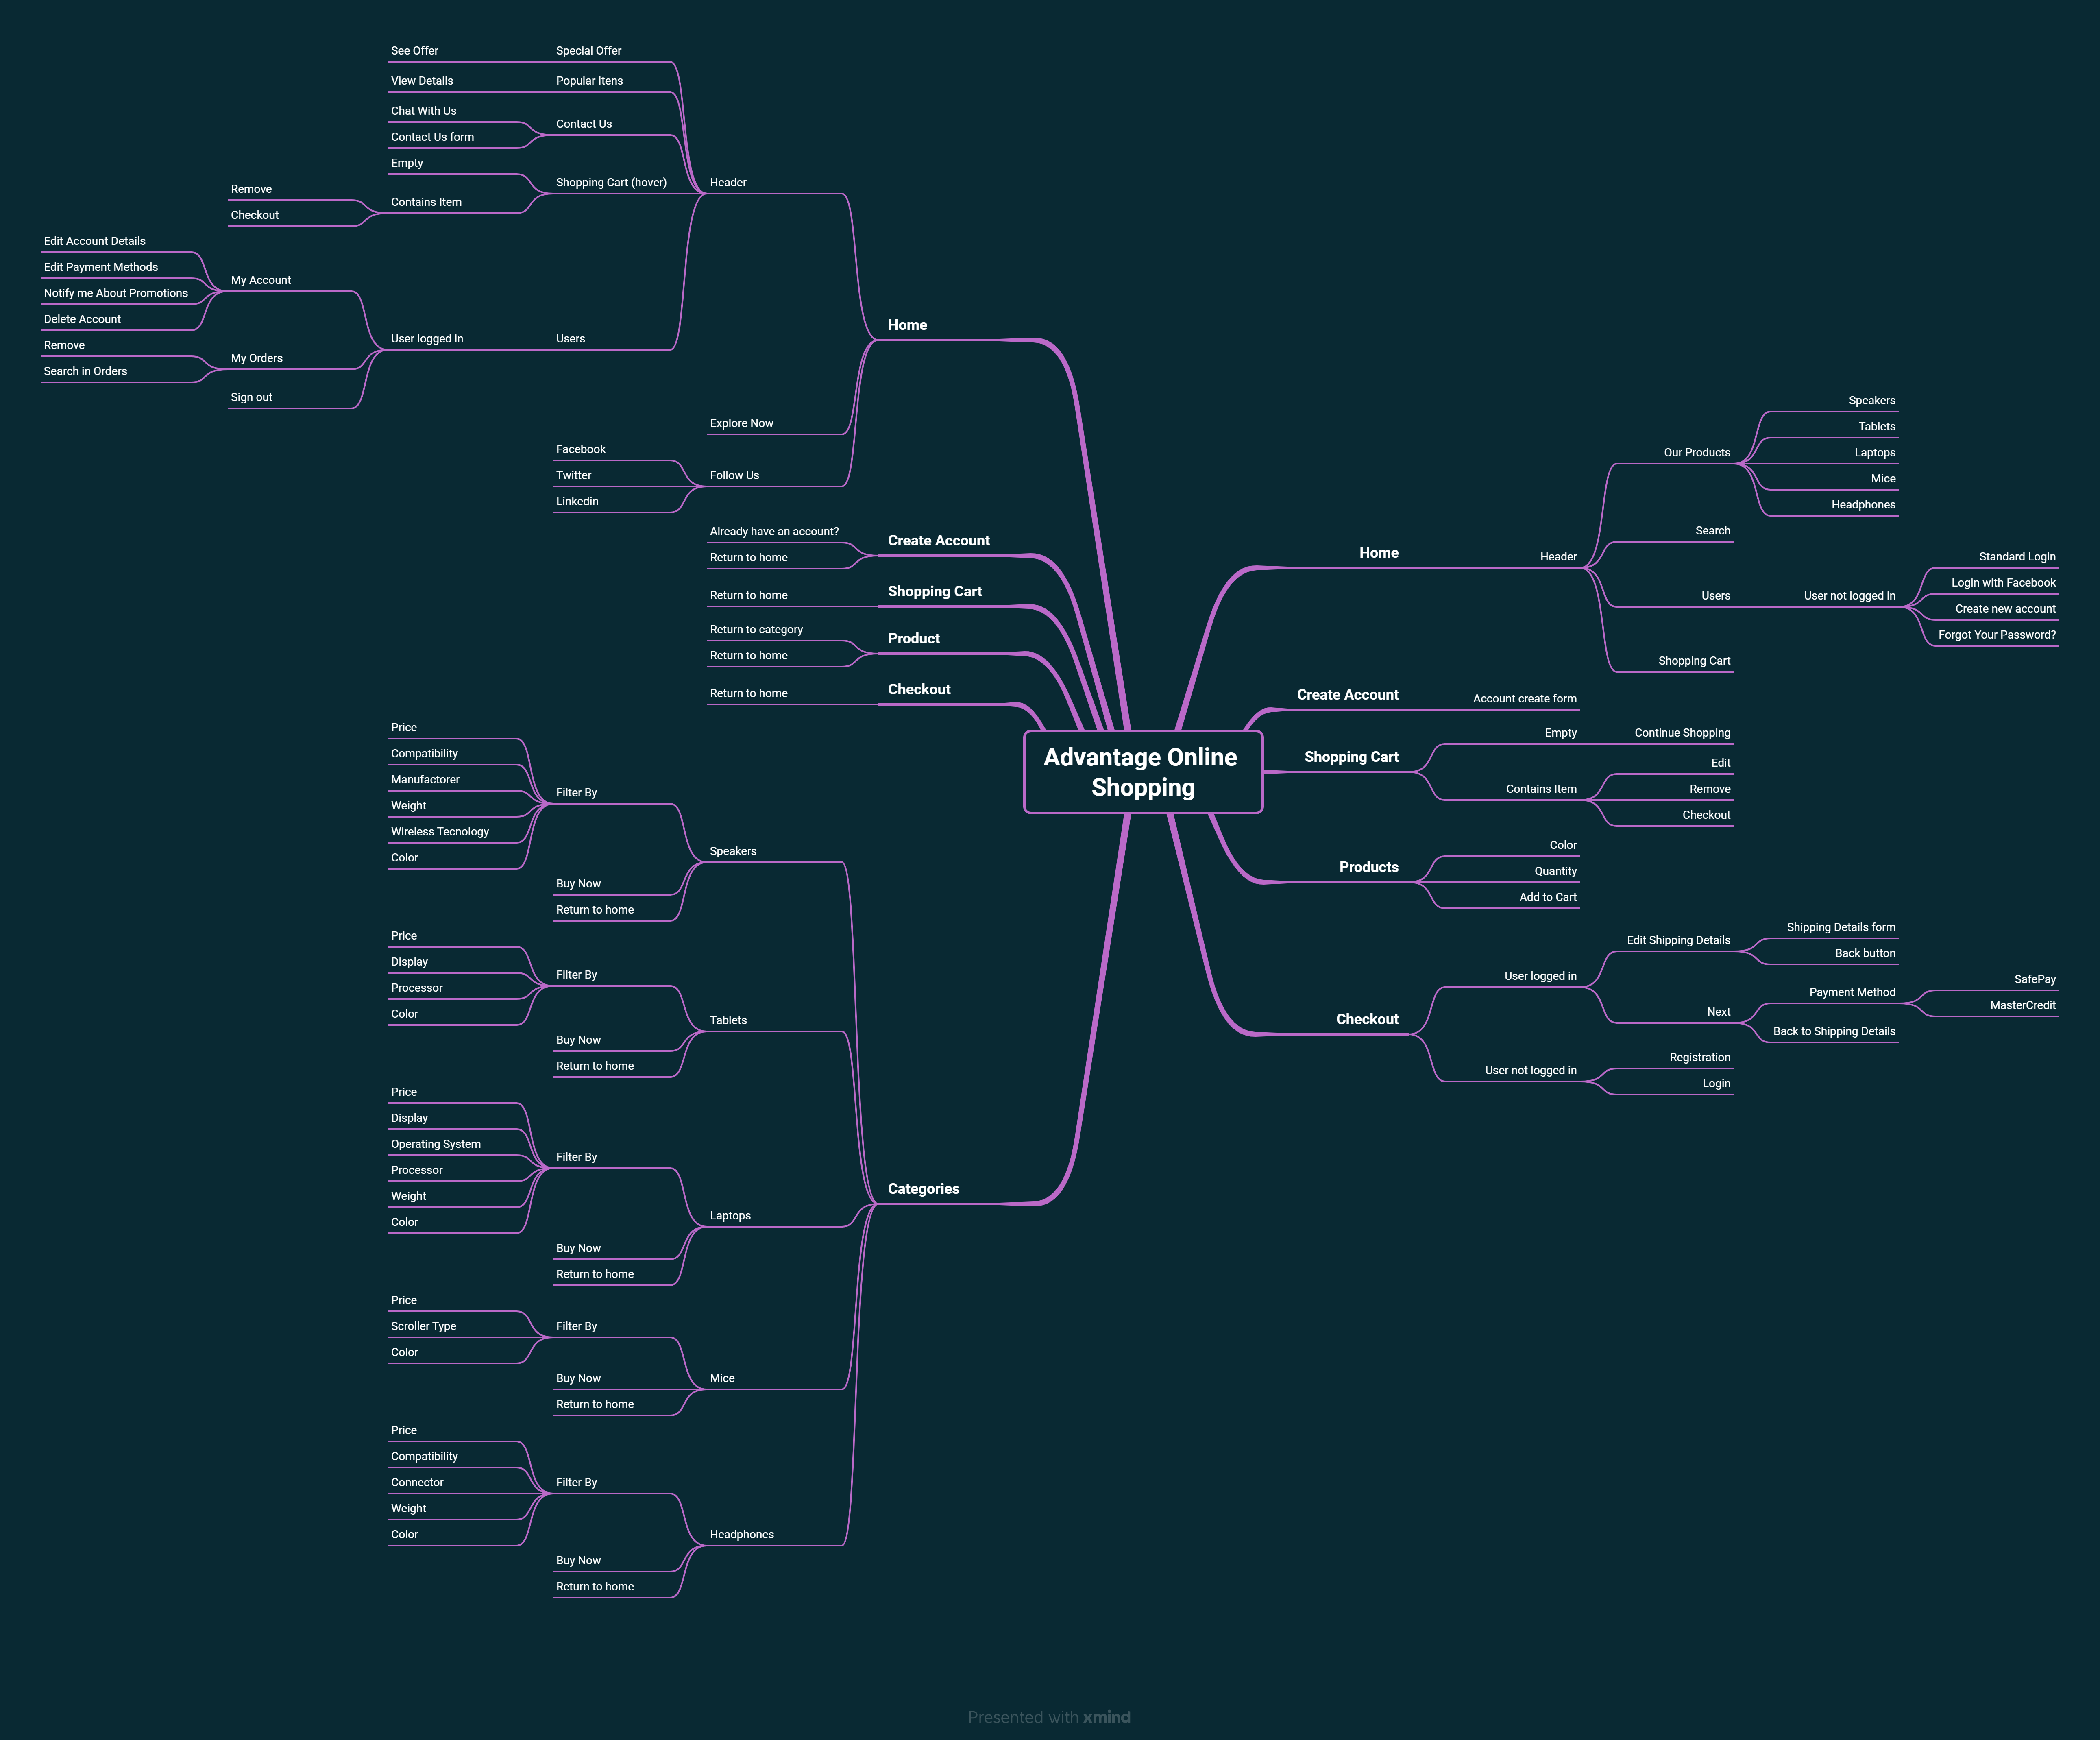 Advantage Online
Shopping
Home
Header
Special Offer
See Offer
Popular Itens
View Details
Contact Us
Chat With Us
Contact Us form
Shopping Cart (hover)
Empty
Contains Item
Remove
Checkout
Users
User logged in
My Account
Edit Account Details
Edit Payment Methods
Notify me About Promotions
Delete Account
My Orders
Remove
Search in Orders
Sign out
Explore Now
Follow Us
Facebook
Twitter
Linkedin
Create Account
Already have an account?
Return to home
Shopping Cart
Return to home
Product
Return to category
Return to home
Checkout
Return to home
Categories
Speakers
Filter By
Price
Compatibility
Manufactorer
Weight
Wireless Tecnology
Color
Buy Now
Return to home
Tablets
Filter By
Price
Display
Processor
Color
Buy Now
Return to home
Laptops
Filter By
Price
Display
Operating System
Processor
Weight
Color
Buy Now
Return to home
Mice
Filter By
Price
Scroller Type
Color
Buy Now
Return to home
Headphones
Filter By
Price
Compatibility
Connector
Weight
Color
Buy Now
Return to home
Home
Header
Our Products
Speakers
Tablets
Laptops
Mice
Headphones
Search
Users
User not logged in
Standard Login
Login with Facebook
Create new account
Forgot Your Password?
Shopping Cart
Create Account
Account create form
Shopping Cart
Empty
Continue Shopping
Contains Item
Edit
Remove
Checkout
Products
Color
Quantity
Add to Cart
Checkout
User logged in
Edit Shipping Details
Shipping Details form
Back button
Next
Payment Method
SafePay
MasterCredit
Back to Shipping Details
User not logged in
Registration
Login
Presented with xmind